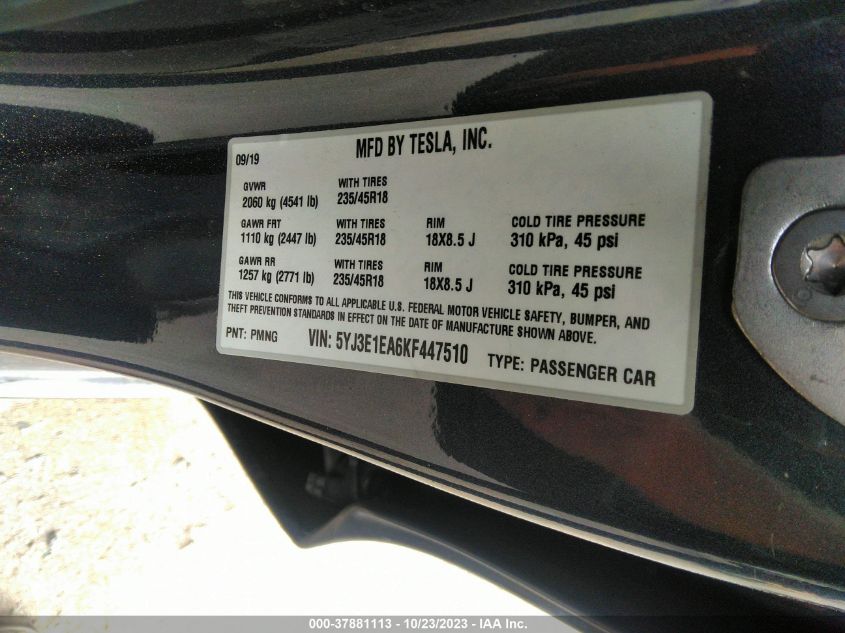 MFD BY TESLA, INC.
09/19
GVWR WITH TIRES
2060 kg (4541 lb) 235/45R18
GAWR FRT WITH TIRES RIM COLD TIRE PRESSURE
1110 kg (2447 lb) 235/45R18 18X8.5 J 310 kPa, 45 psi
GAWR RR WITH TIRES RIM COLD TIRE PRESSURE
1257 kg (2771 lb) 235/45R18 18X8.5 J 310 kPa, 45 psi
THIS VEHICLE CONFORMS TO ALL APPLICABLE U.S. FEDERAL MOTOR VEHICLE SAFETY, BUMPER, AND
THEFT PREVENTION STANDARDS IN EFFECT ON THE DATE OF MANUFACTURE SHOWN ABOVE.
PNT: PMNG VIN: 5YJ3E1EA6KF447510 TYPE: PASSENGER CAR
000-37881113 - 10/23/2023 - IAA Inc.